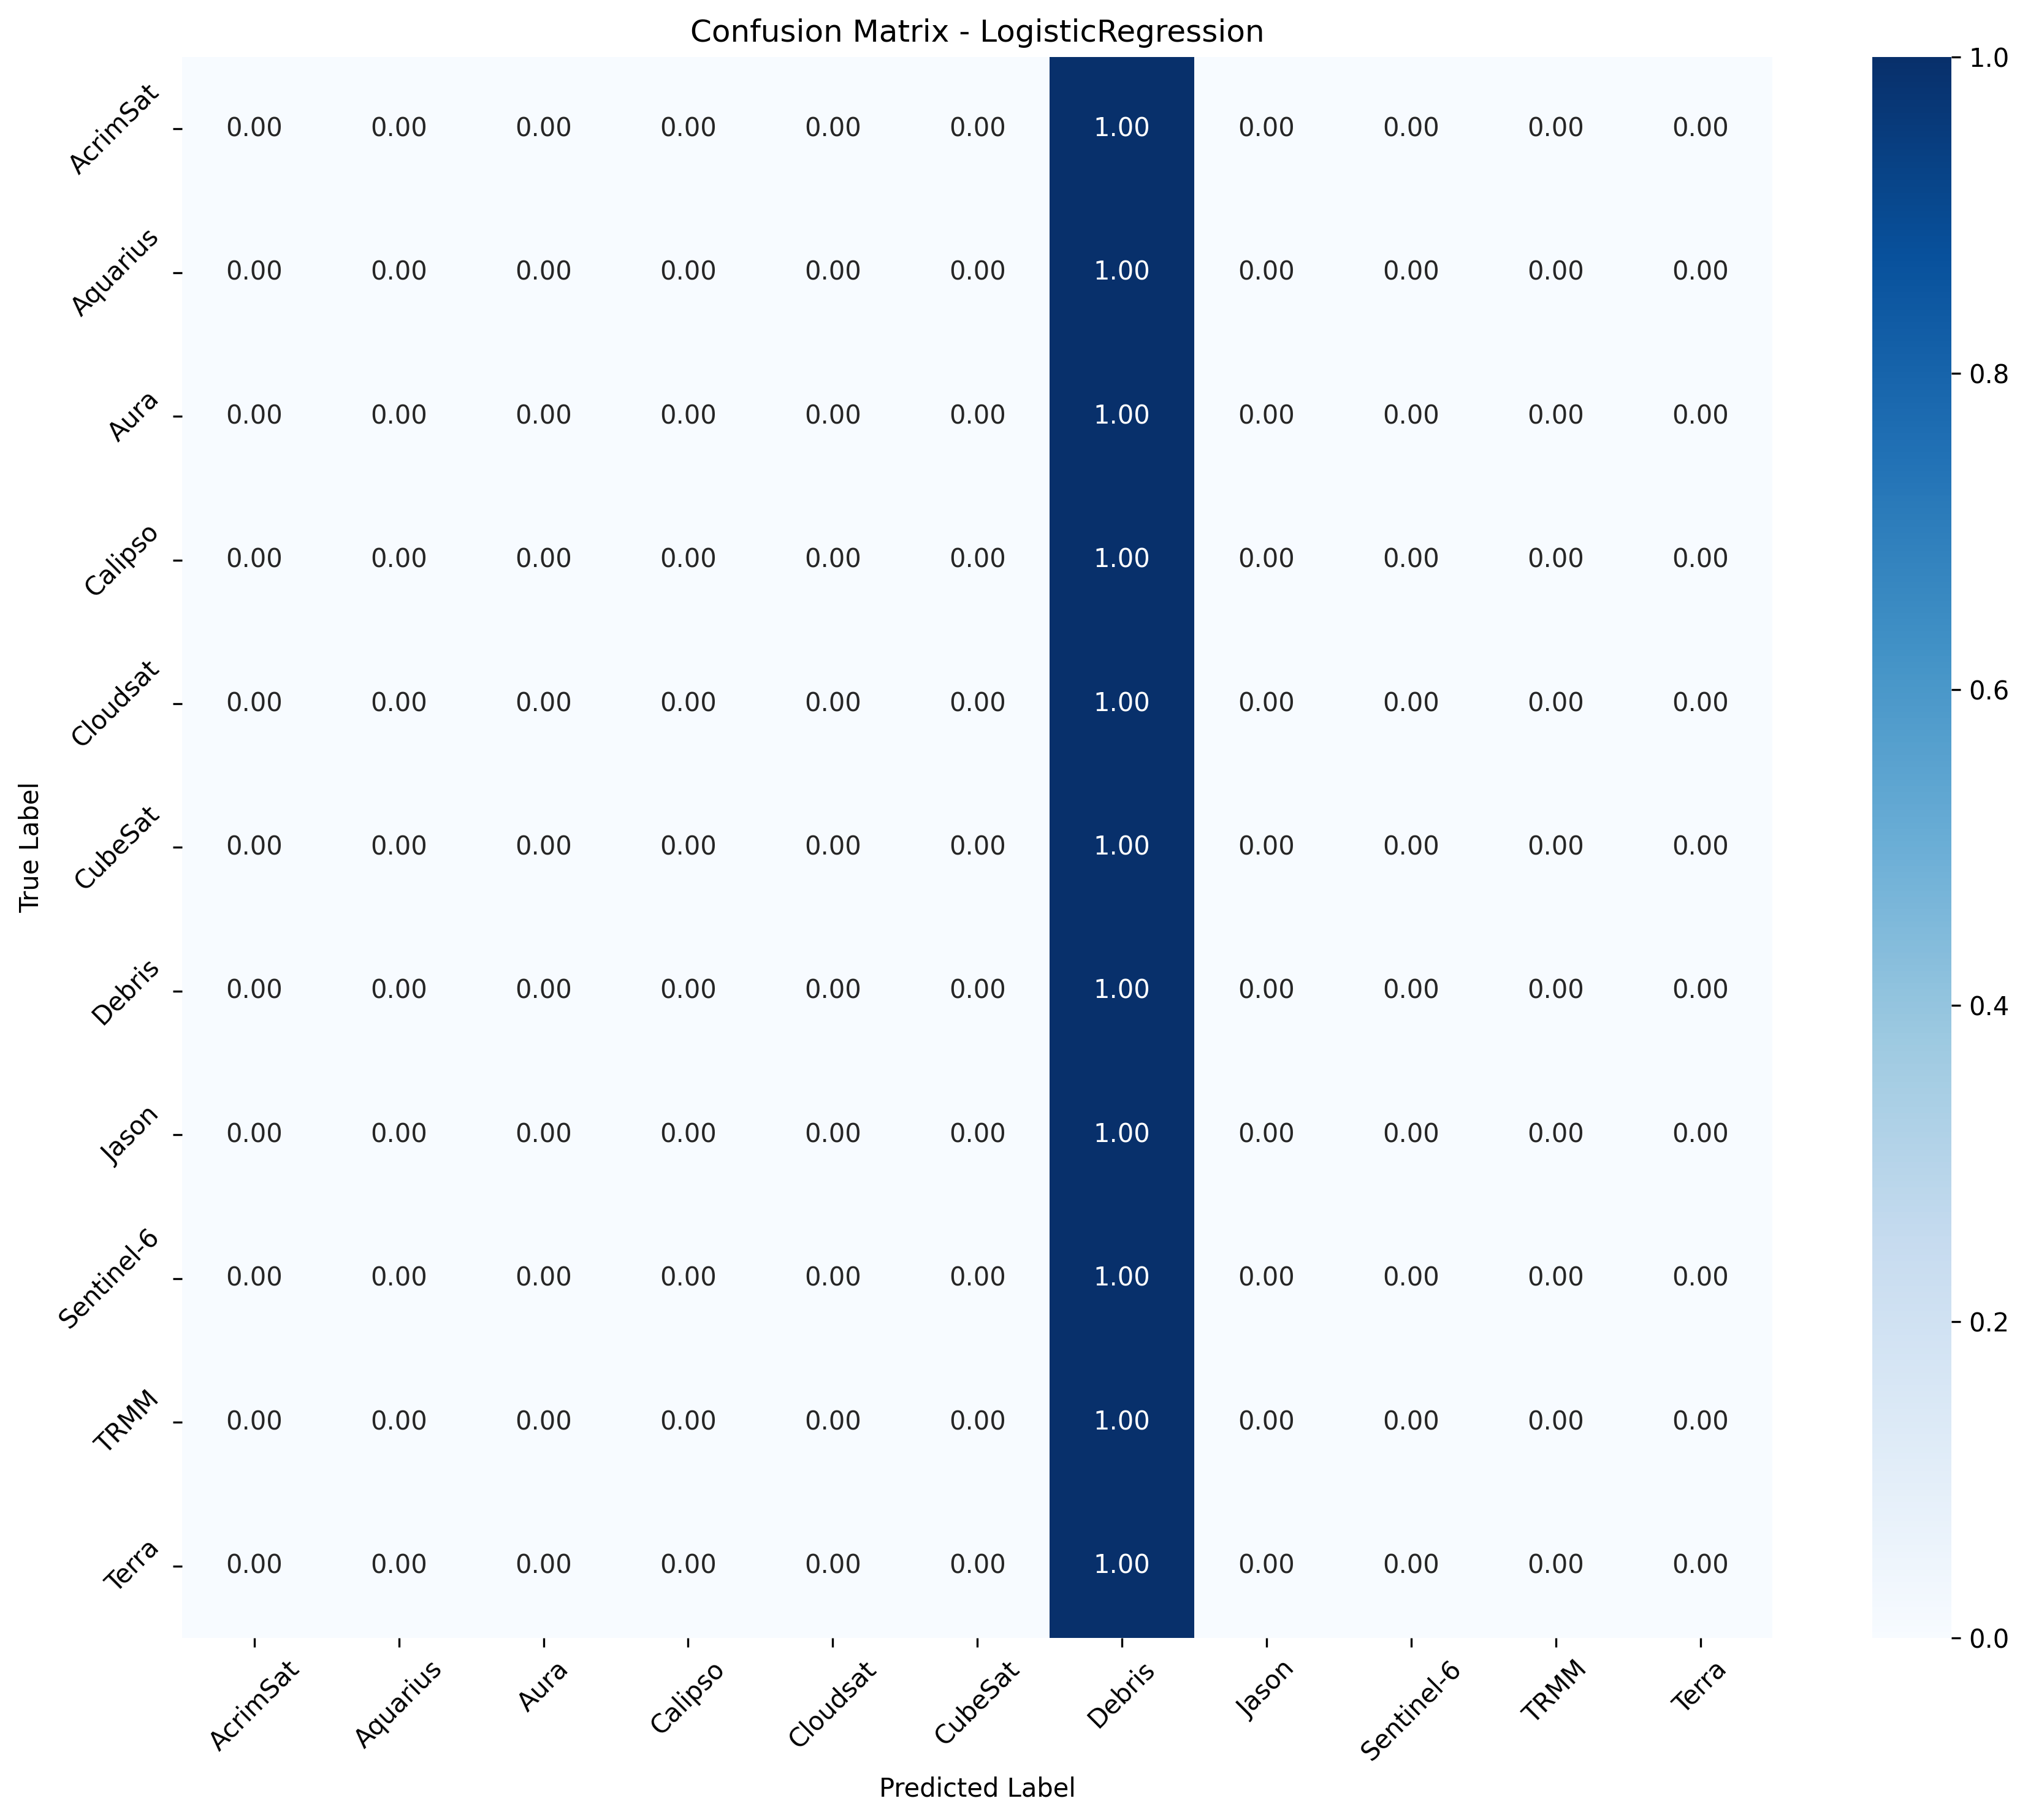 Confusion Matrix - LogisticRegression
True Label
AcrimSat 0.00 0.00 0.00 0.00 0.00 0.00 1.00 0.00 0.00 0.00 0.00
Aquarius 0.00 0.00 0.00 0.00 0.00 0.00 1.00 0.00 0.00 0.00 0.00
Aura 0.00 0.00 0.00 0.00 0.00 0.00 1.00 0.00 0.00 0.00 0.00
Calipso 0.00 0.00 0.00 0.00 0.00 0.00 1.00 0.00 0.00 0.00 0.00
Cloudsat 0.00 0.00 0.00 0.00 0.00 0.00 1.00 0.00 0.00 0.00 0.00
CubeSat 0.00 0.00 0.00 0.00 0.00 0.00 1.00 0.00 0.00 0.00 0.00
Debris 0.00 0.00 0.00 0.00 0.00 0.00 1.00 0.00 0.00 0.00 0.00
Jason 0.00 0.00 0.00 0.00 0.00 0.00 1.00 0.00 0.00 0.00 0.00
Sentinel-6 0.00 0.00 0.00 0.00 0.00 0.00 1.00 0.00 0.00 0.00 0.00
TRMM 0.00 0.00 0.00 0.00 0.00 0.00 1.00 0.00 0.00 0.00 0.00
Terra 0.00 0.00 0.00 0.00 0.00 0.00 1.00 0.00 0.00 0.00 0.00
AcrimSat Aquarius Aura Calipso Cloudsat CubeSat Debris Jason Sentinel-6 TRMM Terra
Predicted Label
1.0
0.8
0.6
0.4
0.2
0.0